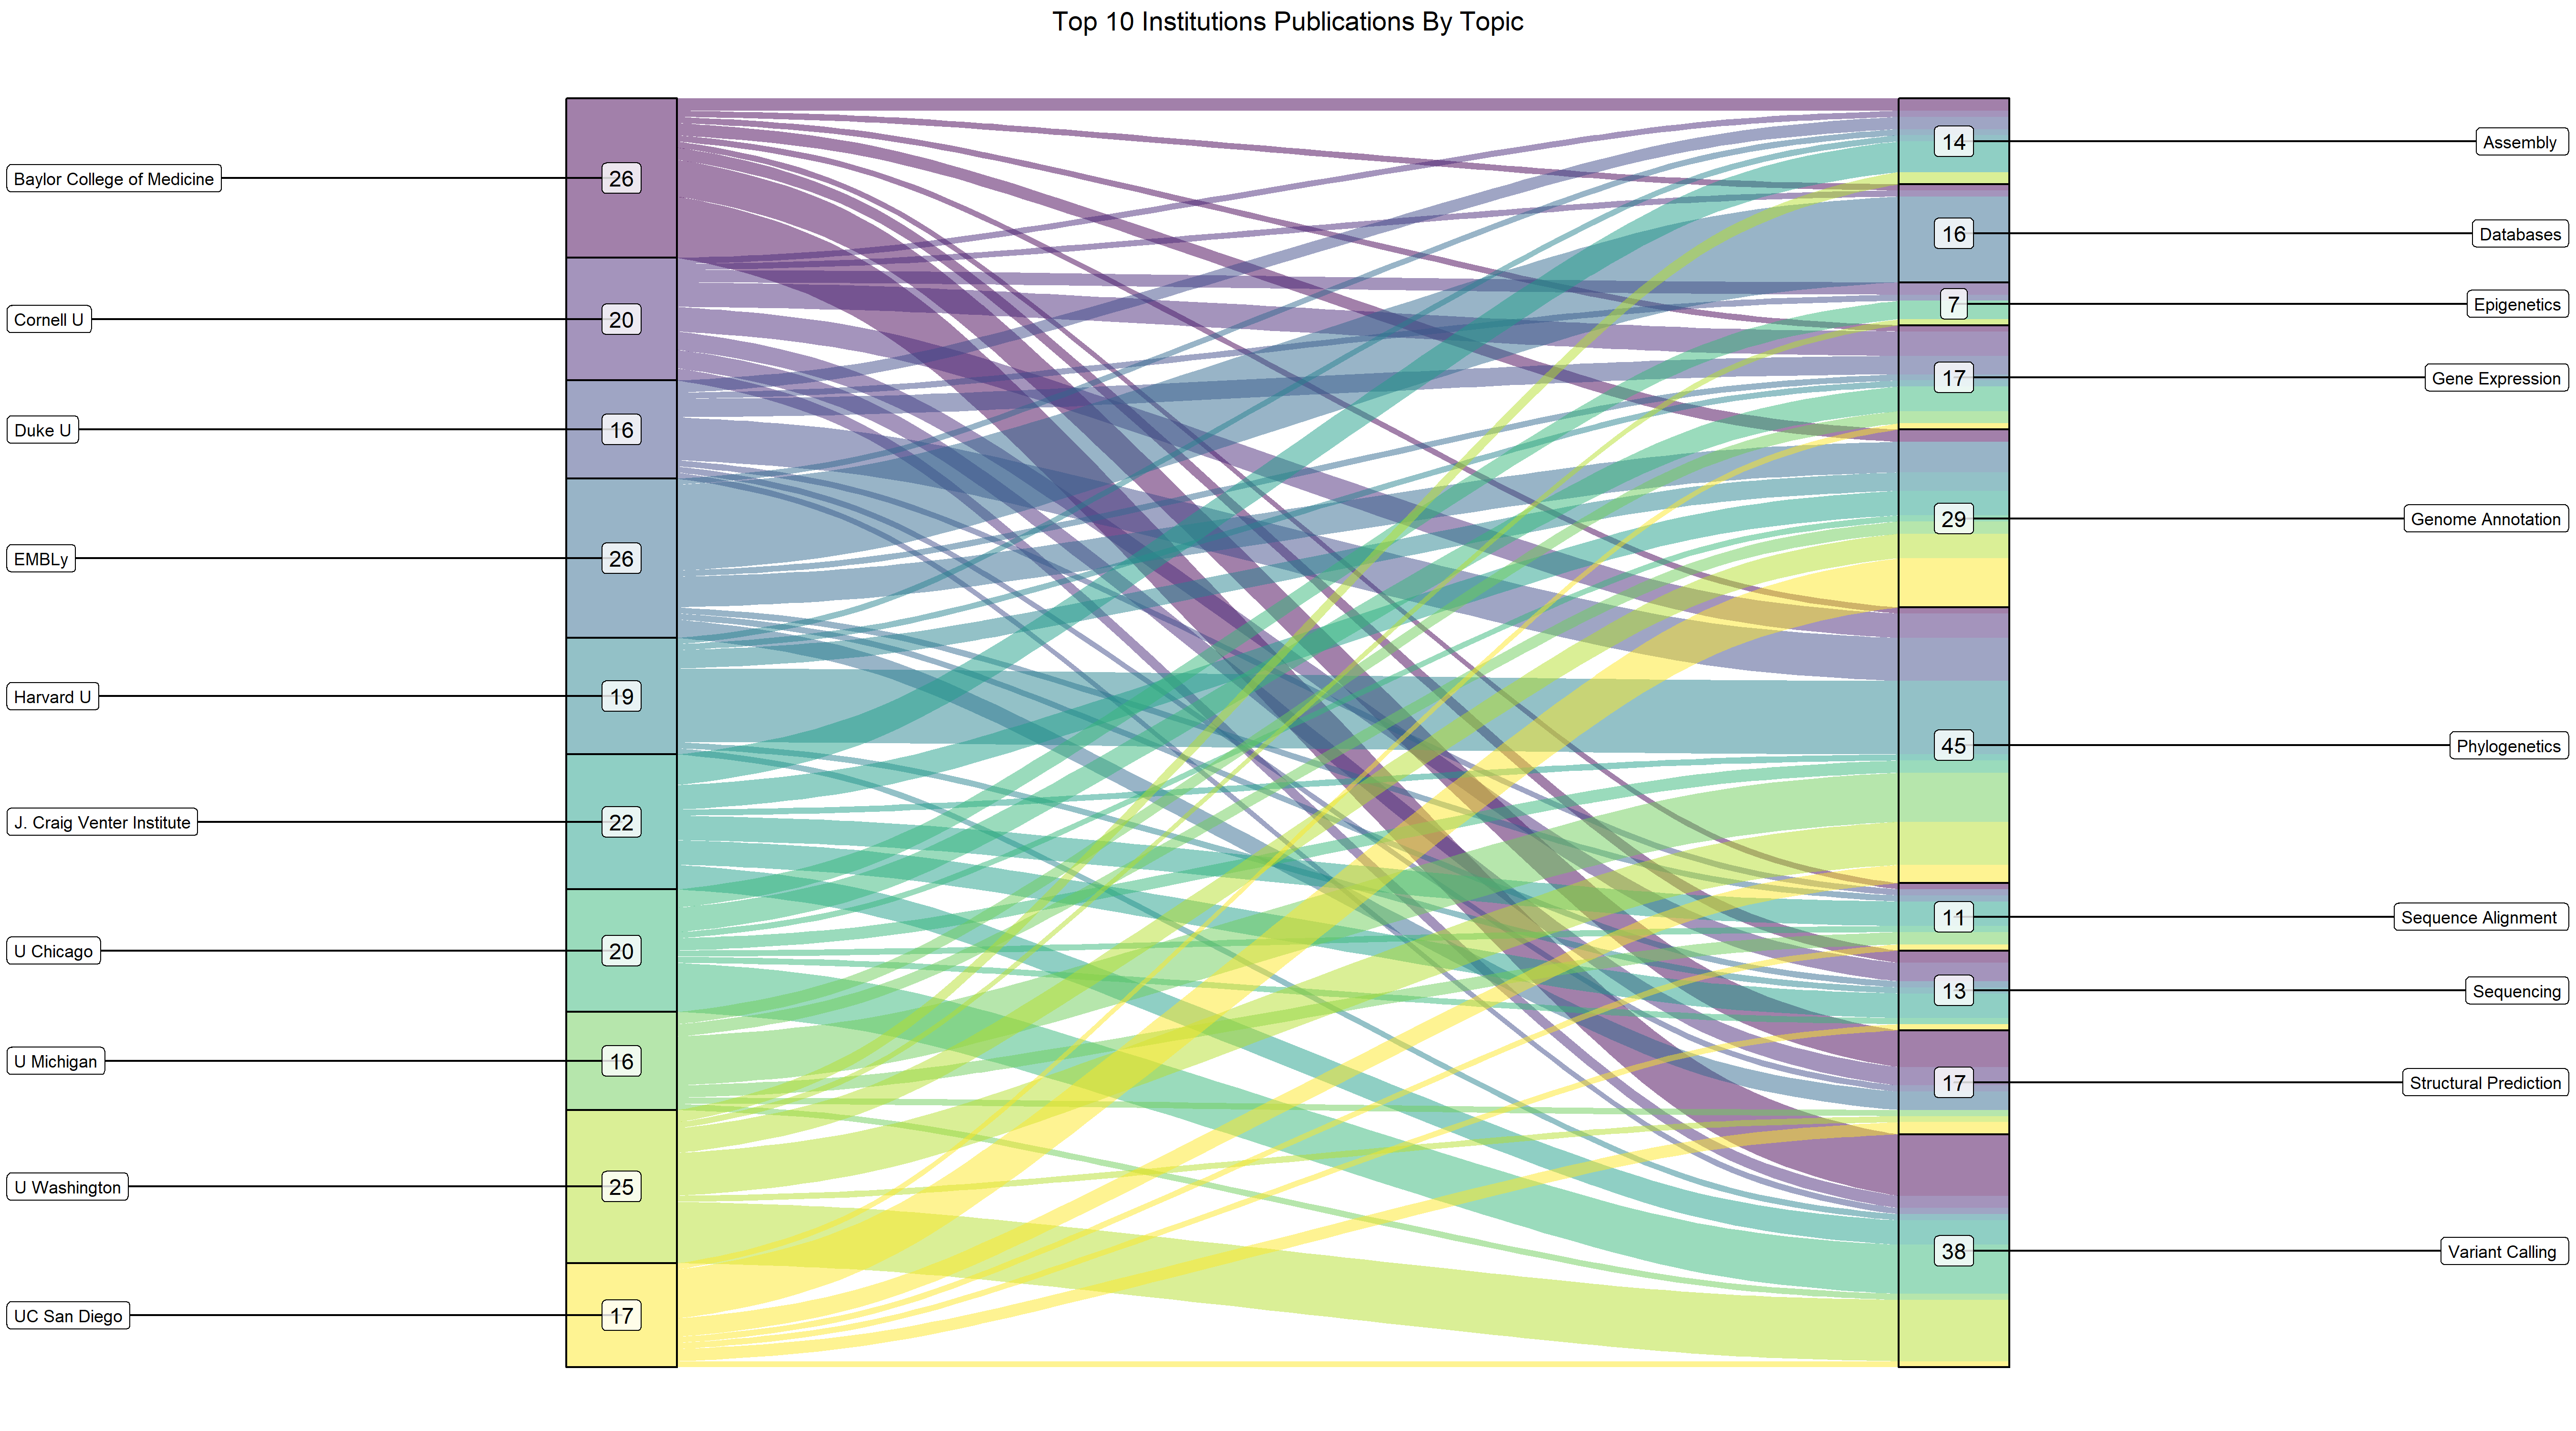 Top 10 Institutions Publications By Topic
Baylor College of Medicine
26
Cornell U
20
Duke U
16
EMBLy
26
Harvard U
19
J. Craig Venter Institute
22
U Chicago
20
U Michigan
16
U Washington
25
UC San Diego
17
14
Assembly
16
Databases
7
Epigenetics
17
Gene Expression
29
Genome Annotation
45
Phylogenetics
11
Sequence Alignment
13
Sequencing
17
Structural Prediction
38
Variant Calling